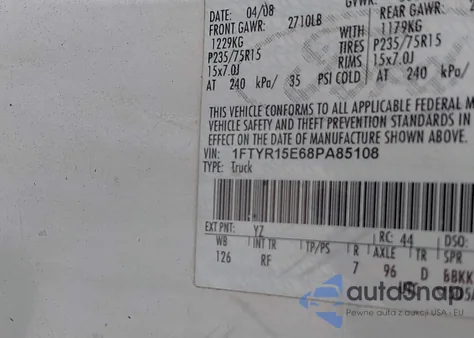 GVWR:
DATE: 04/08
FRONT GAWR: 2710LB
1229KG
P235/75R15
15x7.0J
AT 240 kPa/ 35 PSI COLD
REAR GAWR:
WITH 1179KG
TIRES P235/75R15
RIMS 15x7.0J
AT 240 kPa/
THIS VEHICLE CONFORMS TO ALL APPLICABLE FEDERAL M
VEHICLE SAFETY AND THEFT PREVENTION STANDARDS
EFFECT ON THE DATE OF MANUFACTURE SHOWN ABOVE.
VIN: 1FTYR15E68PA85108
TYPE: Truck
EXT PNT: YZ RC: 44 DSO:
WB INT TR TP/PS R AXLE TR SPR
126 RF 7 96 D BBKK
autosnap
Pewne auta z USA i EU